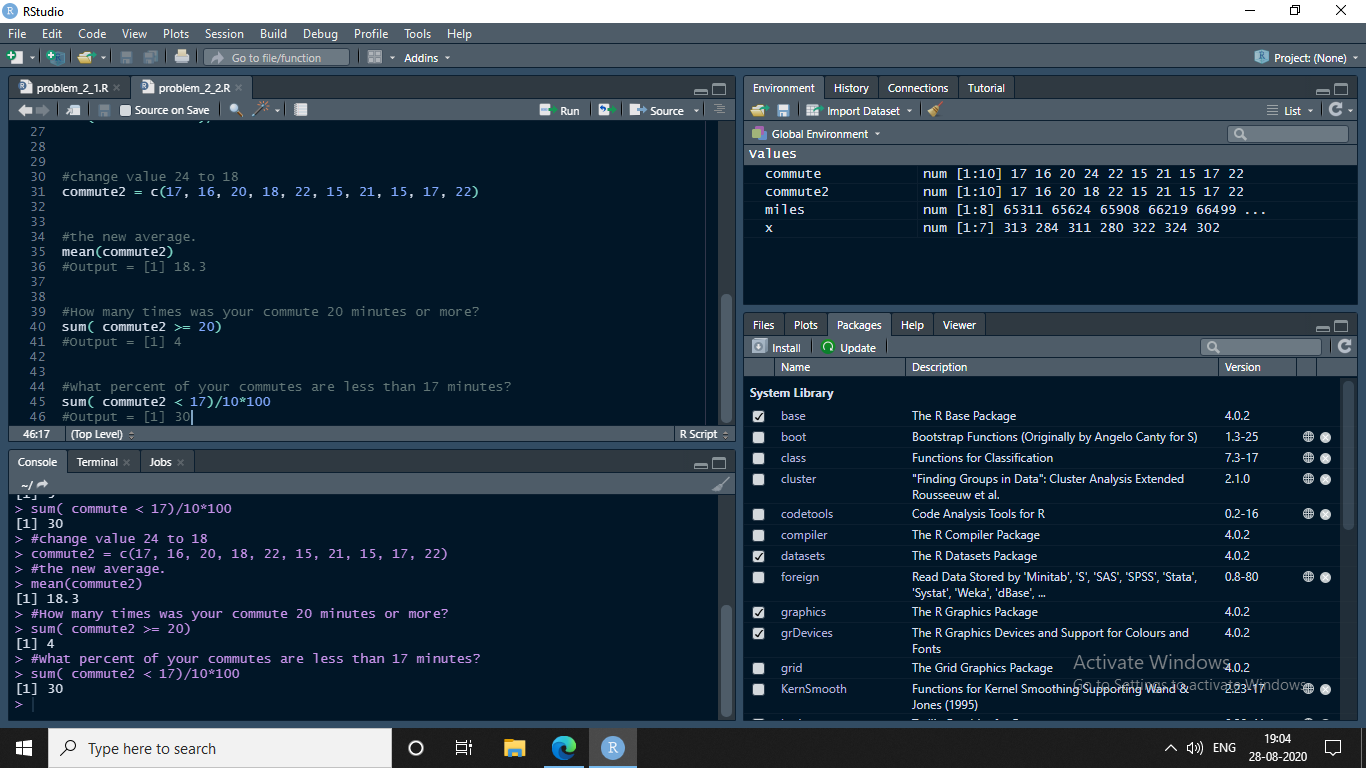 RStudio
File Edit Code View Plots Session Build Debug Profile Tools Help
Go to file/function Addins Project: (None)
problem_2_1.R problem_2_2.R
Source on Save Run Source
27
28
29
30 #change value 24 to 18
31 commute2 = c(17, 16, 20, 18, 22, 15, 21, 15, 17, 22)
32
33
34 #the new average.
35 mean(commute2)
36 #Output = [1] 18.3
37
38
39 #How many times was your commute 20 minutes or more?
40 sum( commute2 >= 20)
41 #Output = [1] 4
42
43
44 #What percent of your commutes are less than 17 minutes?
45 sum( commute2 < 17)/10*100
46 #Output = [1] 30
46:17 (Top Level) R Script
Console Terminal Jobs
~/
> sum( commute < 17)/10*100
[1] 30
> #change value 24 to 18
> commute2 = c(17, 16, 20, 18, 22, 15, 21, 15, 17, 22)
> #the new average.
> mean(commute2)
[1] 18.3
> #How many times was your commute 20 minutes or more?
> sum( commute2 >= 20)
[1] 4
> #What percent of your commutes are less than 17 minutes?
> sum( commute2 < 17)/10*100
[1] 30
>
Environment History Connections Tutorial
Import Dataset List
Global Environment
Values
commute num [1:10] 17 16 20 24 22 15 21 15 17 22
commute2 num [1:10] 17 16 20 18 22 15 21 15 17 22
miles num [1:8] 65311 65624 65908 66219 66499 ...
x num [1:7] 313 284 311 280 322 324 302
Files Plots Packages Help Viewer
Install Update
Name Description Version
System Library
base The R Base Package 4.0.2
boot Bootstrap Functions (Originally by Angelo Canty for S) 1.3-25
class Functions for Classification 7.3-17
cluster "Finding Groups in Data": Cluster Analysis Extended 2.1.0
Rousseeuw et al.
codetools Code Analysis Tools for R 0.2-16
compiler The R Compiler Package 4.0.2
datasets The R Datasets Package 4.0.2
foreign Read Data Stored by 'Minitab', 'S', 'SAS', 'SPSS', 'Stata', 0.8-80
'Systat', 'Weka', 'dBase', ...
graphics The R Graphics Package 4.0.2
grDevices The R Graphics Devices and Support for Colours and 4.0.2
Fonts
grid The Grid Graphics Package 4.0.2
KernSmooth Functions for Kernel Smoothing Supporting Wand & 2.23-17
Jones (1995)
Activate Windows
Go to Settings to activate Windows.
Type here to search
ENG
19:04
28-08-2020